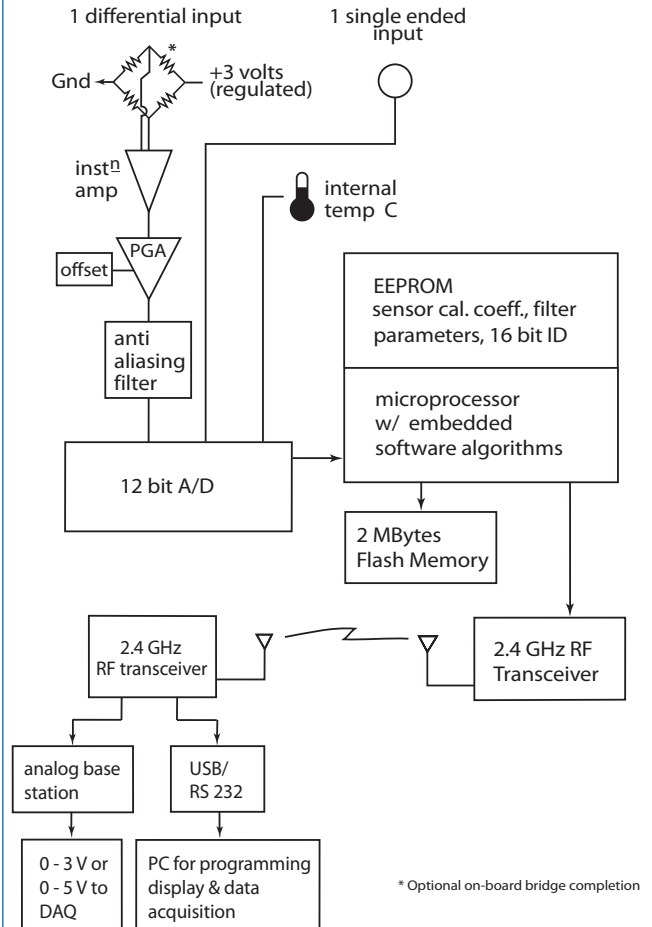 1 differential input
1 single ended
input
*
Gnd
+3 volts
(regulated)
instn
amp
internal
temp C
PGA
offset
anti
aliasing
filter
EEPROM
sensor cal. coeff., filter
parameters, 16 bit ID
microprocessor
w/ embedded
software algorithms
12 bit A/D
2 MBytes
Flash Memory
2.4 GHz
RF transceiver
2.4 GHz RF
Transceiver
analog base
station
USB/
RS 232
0 - 3 V or
0 - 5 V to
DAQ
PC for programming
display & data
acquisition
* Optional on-board bridge completion